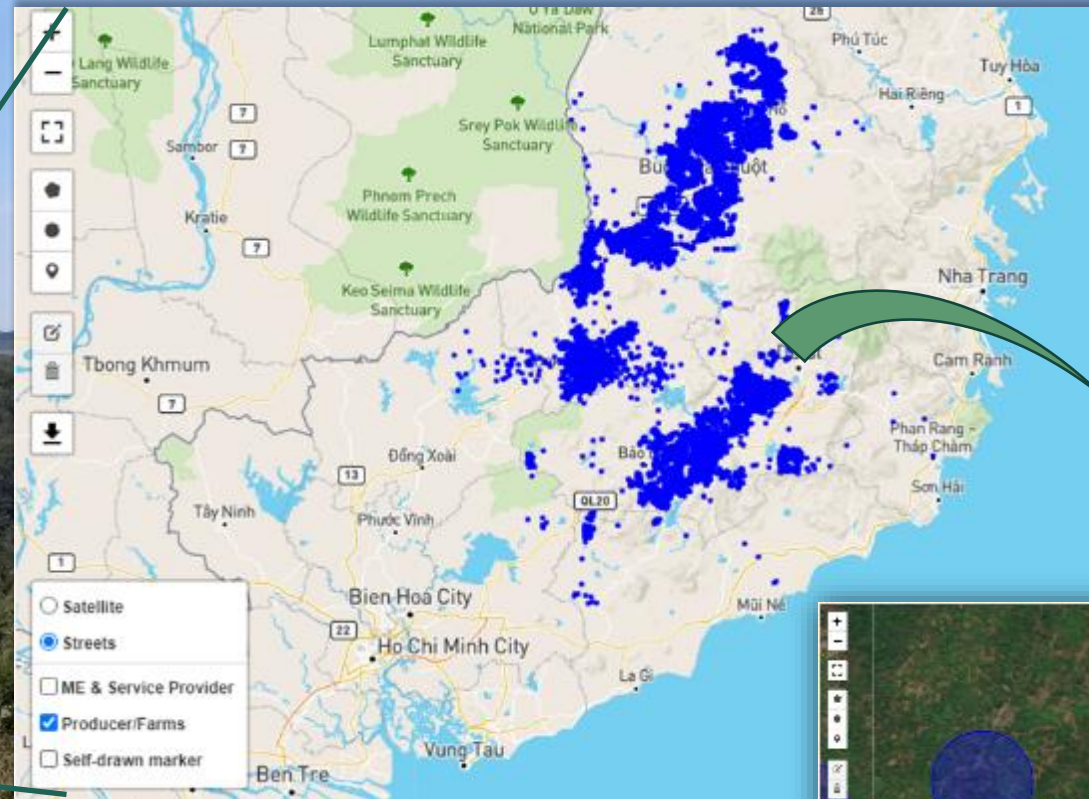 26
O Ya Daw
National Park
Lumphat Wildlife
Sanctuary
Phú Túc
Tuy Hòa
Lang Wildlife
Sanctuary
Hai Riêng
1
7
Srey Pok Wildlife
Sanctuary
Sambor
7
Phnom Prech
Wildlife Sanctuary
Kratie
7
Nha Trang
Keo Seima Wildlife
Sanctuary
Thbong Khmum
Cam Ranh
7
Phan Rang -
Tháp Chàm
Đồng Xoài
Bảo
13
Sơn Hải
QL20
Tây Ninh
Phước Vĩnh
1
Bien Hoa City
Mũi Né
22
Ho Chi Minh City
La Gi
Vung Tau
Ben Tre
Satellite
Streets
ME & Service Provider
Producer/Farms
Self-drawn marker